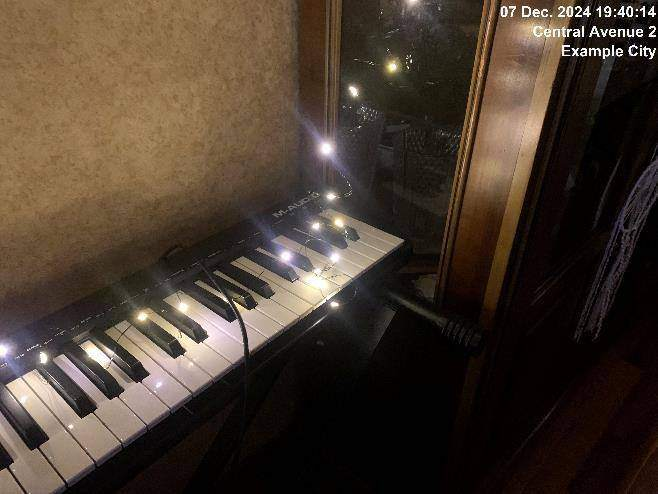 07 Dec. 2024 19:40:14
Central Avenue 2
Example City
M-AUDIO